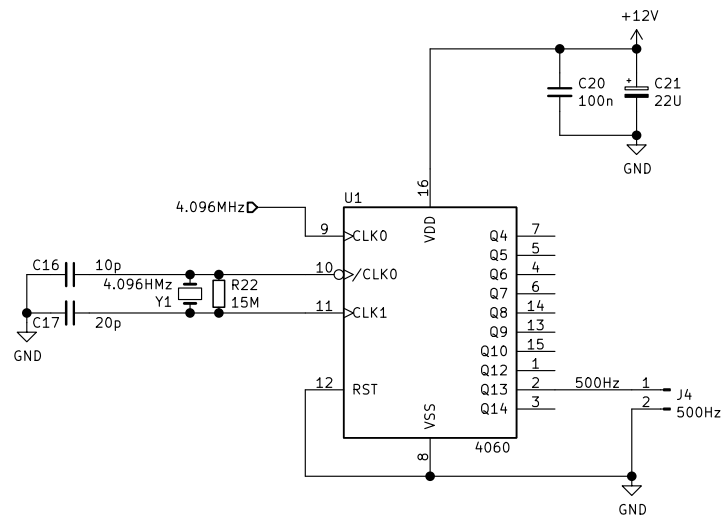 +12V
C20
100n
+
C21
22U
GND
U1
16
VDD
4.096MHz
9
CLK0
C16
10p
10
/CLK0
4.096HMz
Y1
R22
15M
11
CLK1
C17
20p
GND
12
RST
VSS
8
4060
Q4
7
Q5
5
Q6
4
Q7
6
Q8
14
Q9
13
Q10
15
Q12
1
Q13
2
500Hz
1
Q14
3
2
J4
500Hz
GND